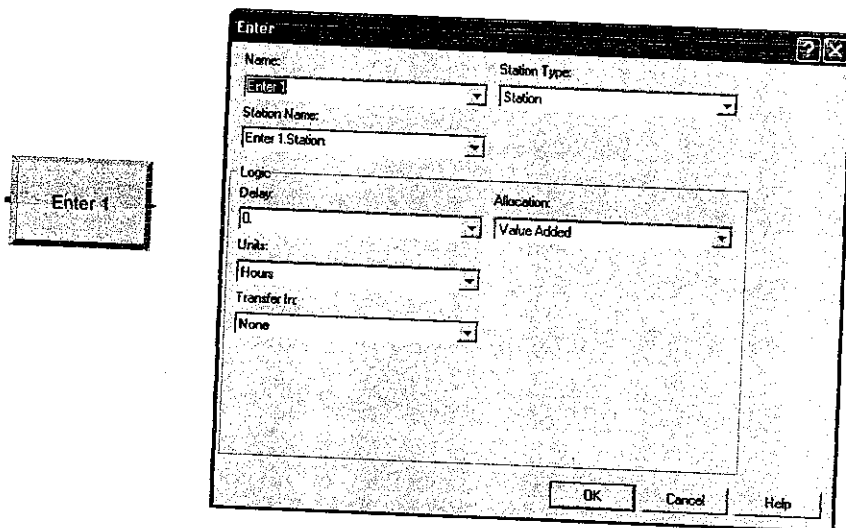 Enter
Name:
Station Type:
Enter 1
Station
Station Name:
Enter 1.Station
Enter 1
Logic
Delay:
Allocation:
0.
Value Added
Units:
Hours
Transfer In:
None
OK
Cancel
Help